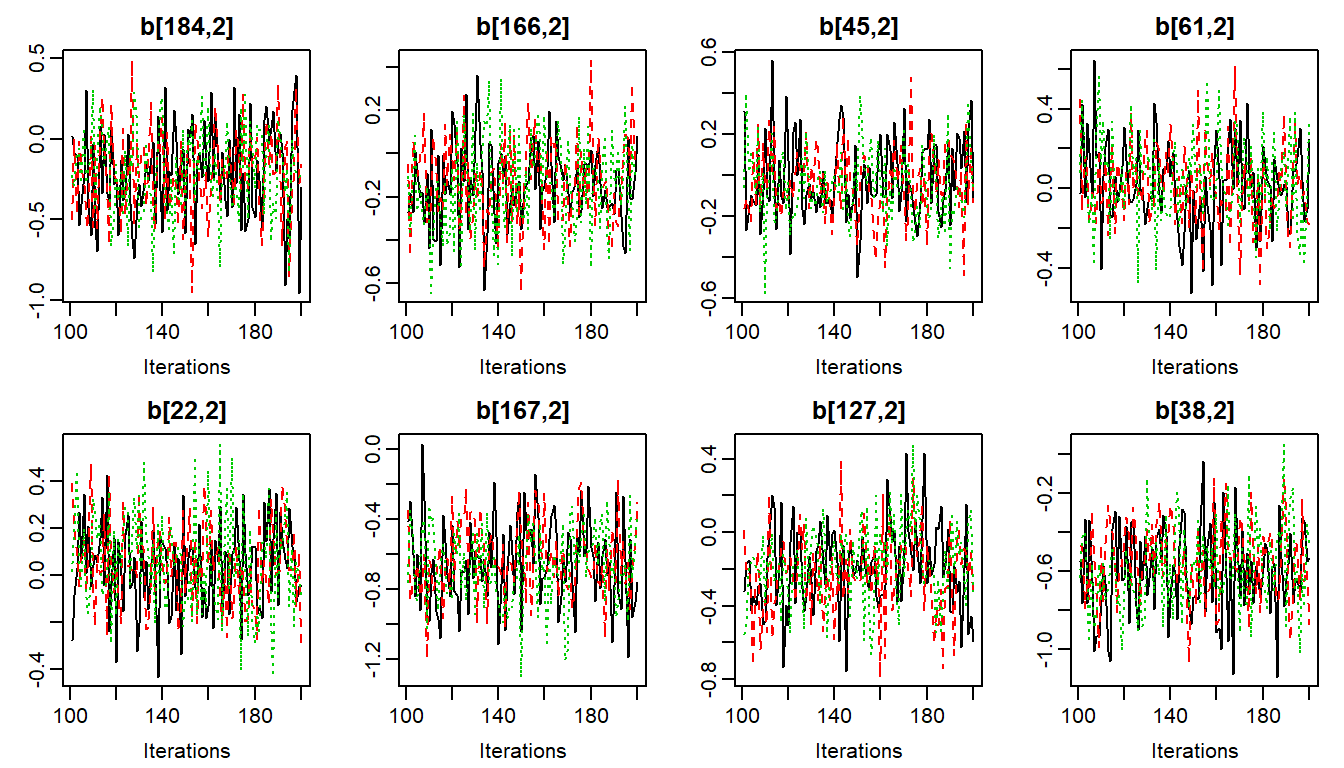 b[184,2] b[166,2] b[45,2] b[61,2]
0.5 0.0 -0.5 -1.0
0.2 -0.2 -0.6
0.6 0.2 -0.2 -0.6
0.4 0.0 -0.4
100 140 180 100 140 180 100 140 180 100 140 180
Iterations Iterations Iterations Iterations
b[22,2] b[167,2] b[127,2] b[38,2]
0.4 0.2 0.0 -0.4
0.0 -0.4 -0.8 -1.2
0.4 0.0 -0.4 -0.8
-0.2 -0.6 -1.0
100 140 180 100 140 180 100 140 180 100 140 180
Iterations Iterations Iterations Iterations